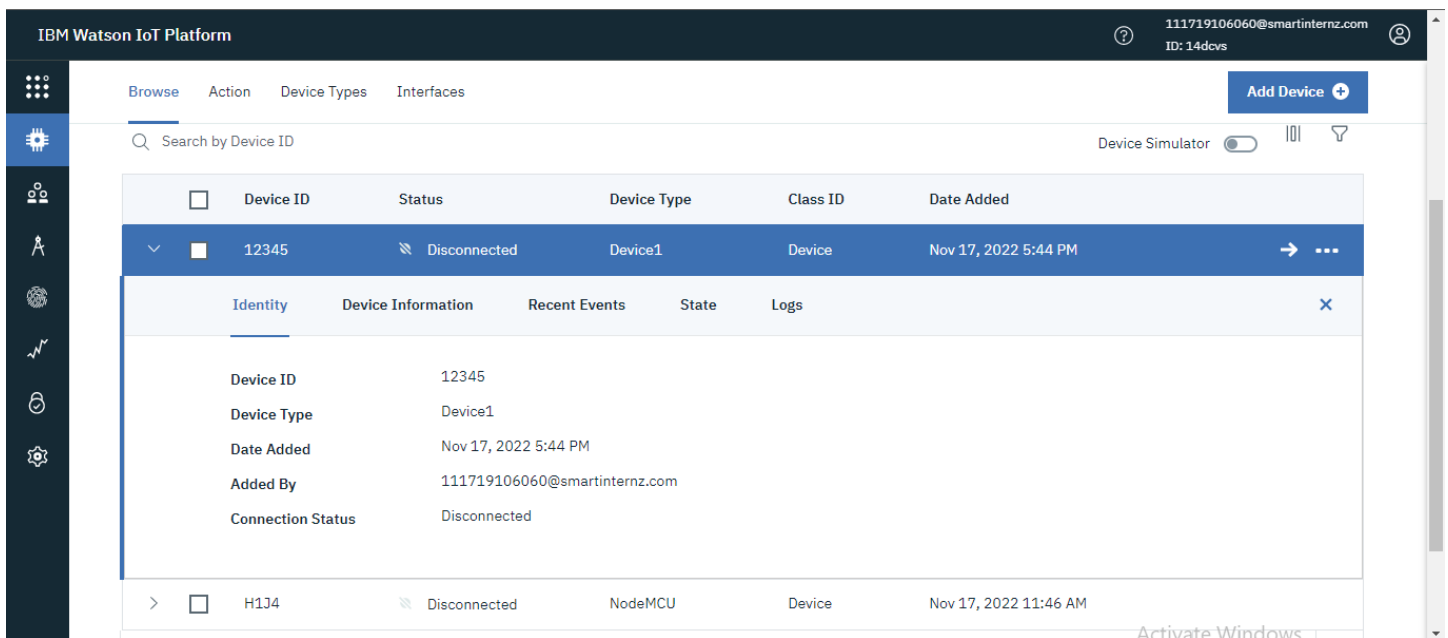 IBM Watson IoT Platform
111719106060@smartinternz.com
ID: 14dcvs
Browse Action Device Types Interfaces
Add Device
Search by Device ID
Device Simulator
Device ID Status Device Type Class ID Date Added
12345 Disconnected Device1 Device Nov 17, 2022 5:44 PM
Identity Device Information Recent Events State Logs
Device ID 12345
Device Type Device1
Date Added Nov 17, 2022 5:44 PM
Added By 111719106060@smartinternz.com
Connection Status Disconnected
H1J4 Disconnected NodeMCU Device Nov 17, 2022 11:46 AM
Activate Windows